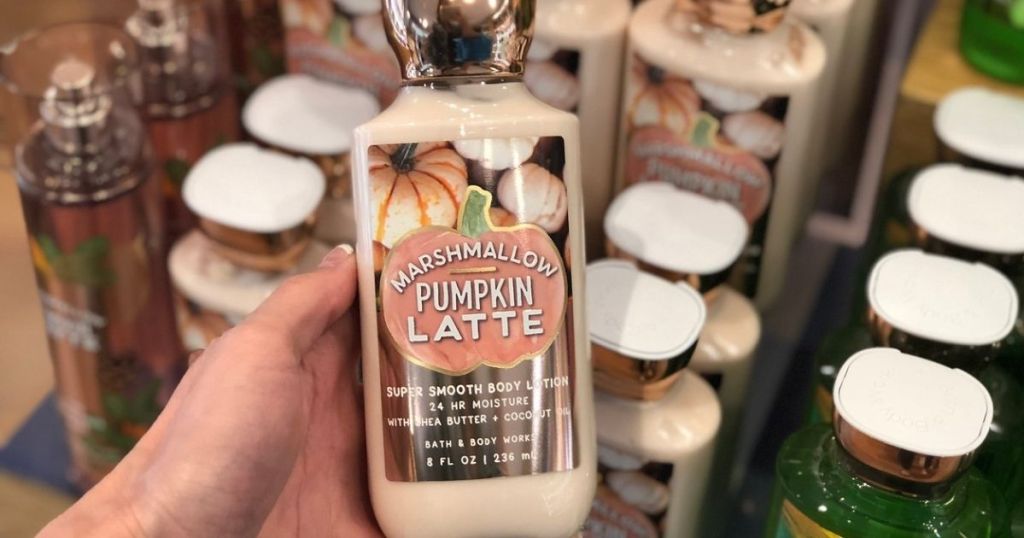 MARSHMALLOW
PUMPKIN
LATTE
SUPER SMOOTH BODY LOTION
24 HR MOISTURE
WITH SHEA BUTTER + COCONUT OIL
BATH & BODY WORKS
8 FL OZ | 236 mL
MARSHMALLOW
PUMPKIN